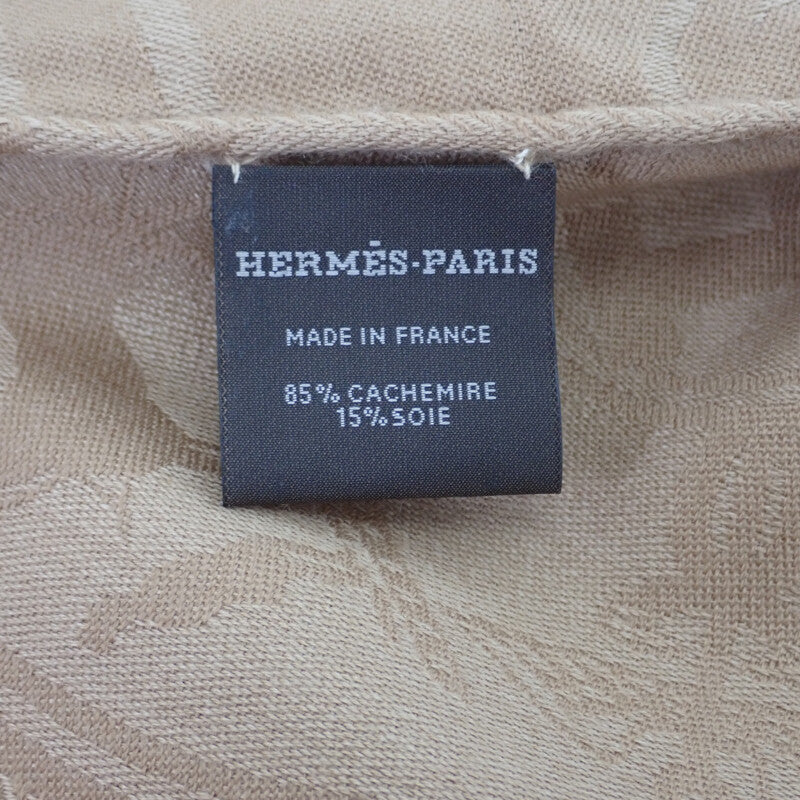 HERMÈS-PARIS
MADE IN FRANCE
85% CACHEMIRE
15% SOIE